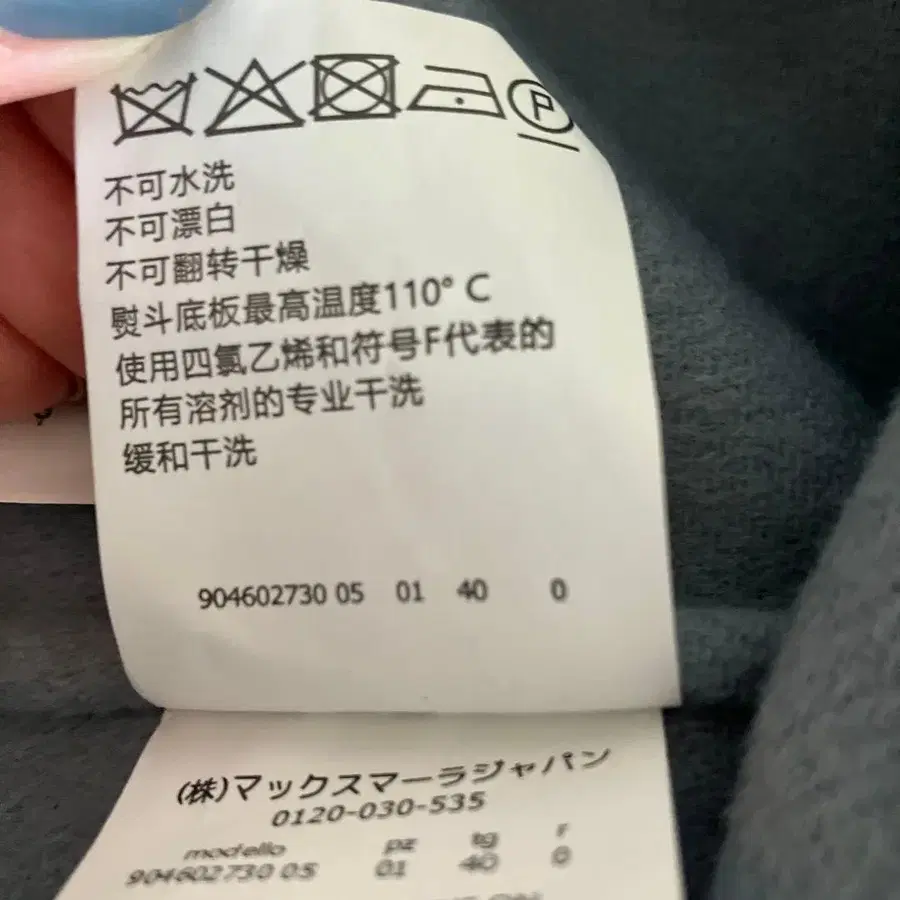 P
不可水洗
不可漂白
不可翻转干燥
熨斗底板最高温度110° C
使用四氯乙烯和符号F代表的
所有溶剂的专业干洗
缓和干洗
904602730 05 01 40 0
(株)マックスマーラジャパン
0120-030-535
modello pz tg r
904602730 05 01 40 0